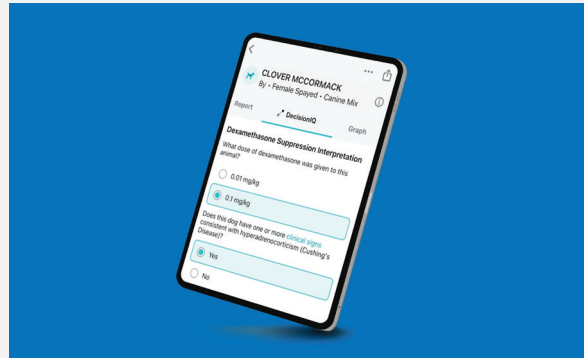 CLOVER MCCORMACK
By • Female Spayed • Canine Mix
Report
DecisionIQ
Graph
Dexamethasone Suppression Interpretation
What dose of dexamethasone was given to this
animal?
0.01 mg/kg
0.1 mg/kg
Does this dog have one or more clinical signs
consistent with hyperadrenocorticism (Cushing's
Disease)?
Yes
No